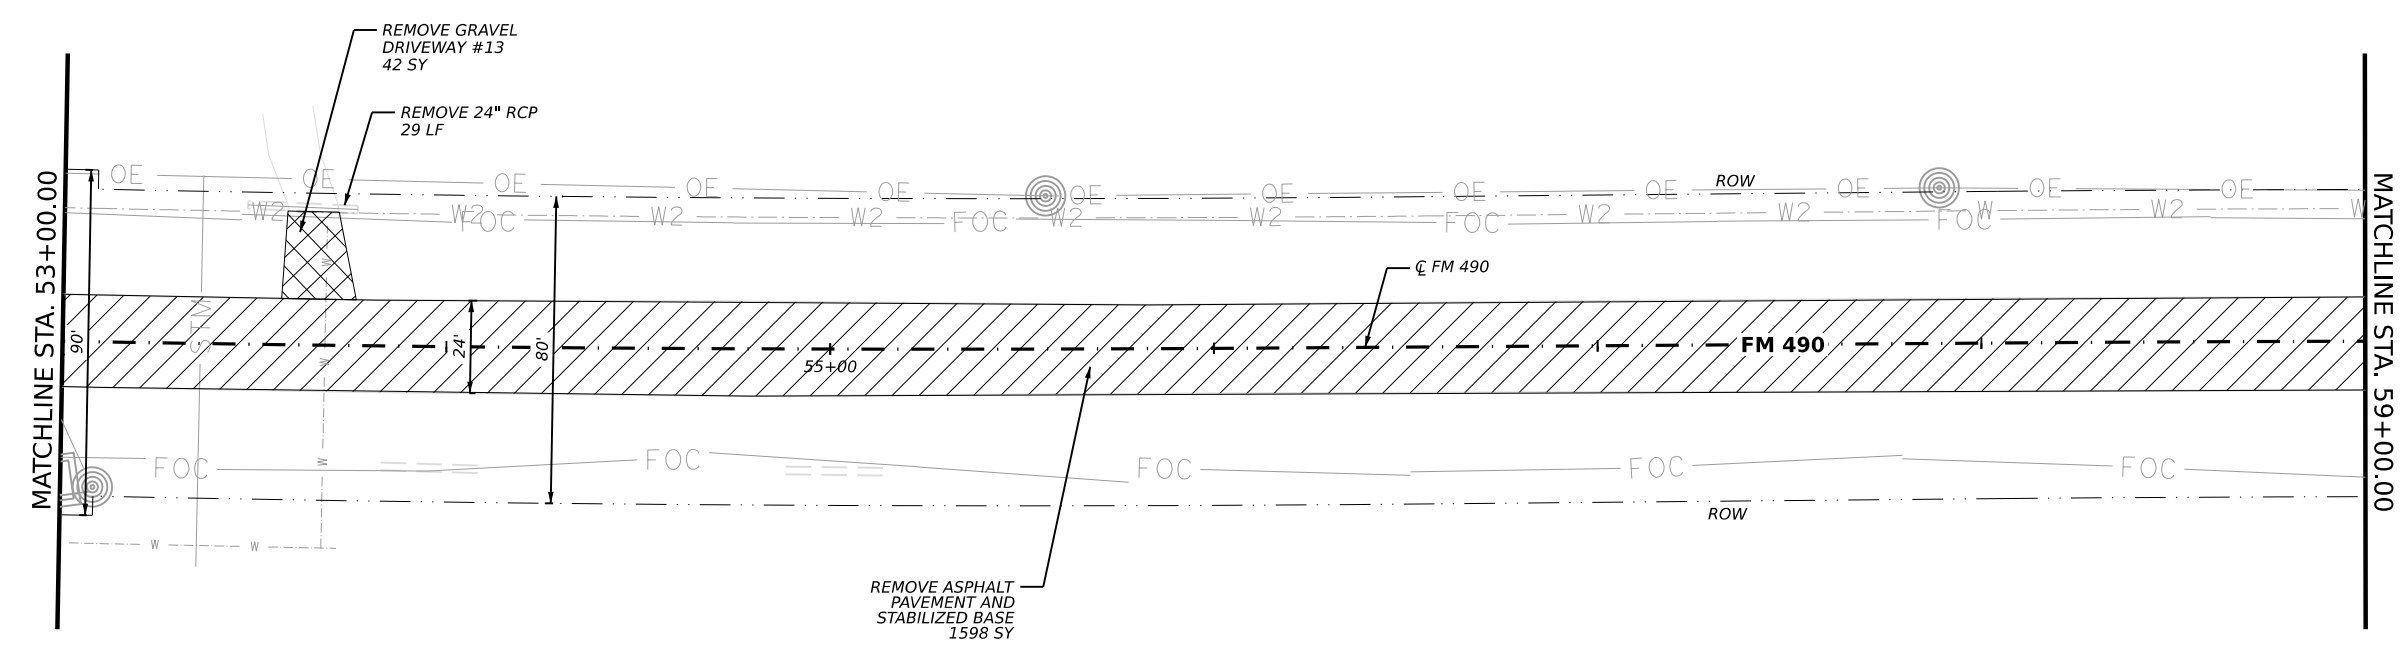 REMOVE GRAVEL
DRIVEWAY #13
42 SY
REMOVE 24" RCP
29 LF
MATCHLINE STA. 53+00.00
OE
OE
OE
OE
OE
OE
OE
OE
OE
OE
OE
OE
ROW
W2
W2
W2
W2
W2
W2
W2
W2
W
W2
W
FOC
FOC
FOC
FOC
W
℄ FM 490
STM
90'
24'
80'
W
55+00
FM 490
MATCHLINE STA. 59+00.00
FOC
FOC
FOC
FOC
FOC
W
ROW
W
W
REMOVE ASPHALT
PAVEMENT AND
STABILIZED BASE
1598 SY